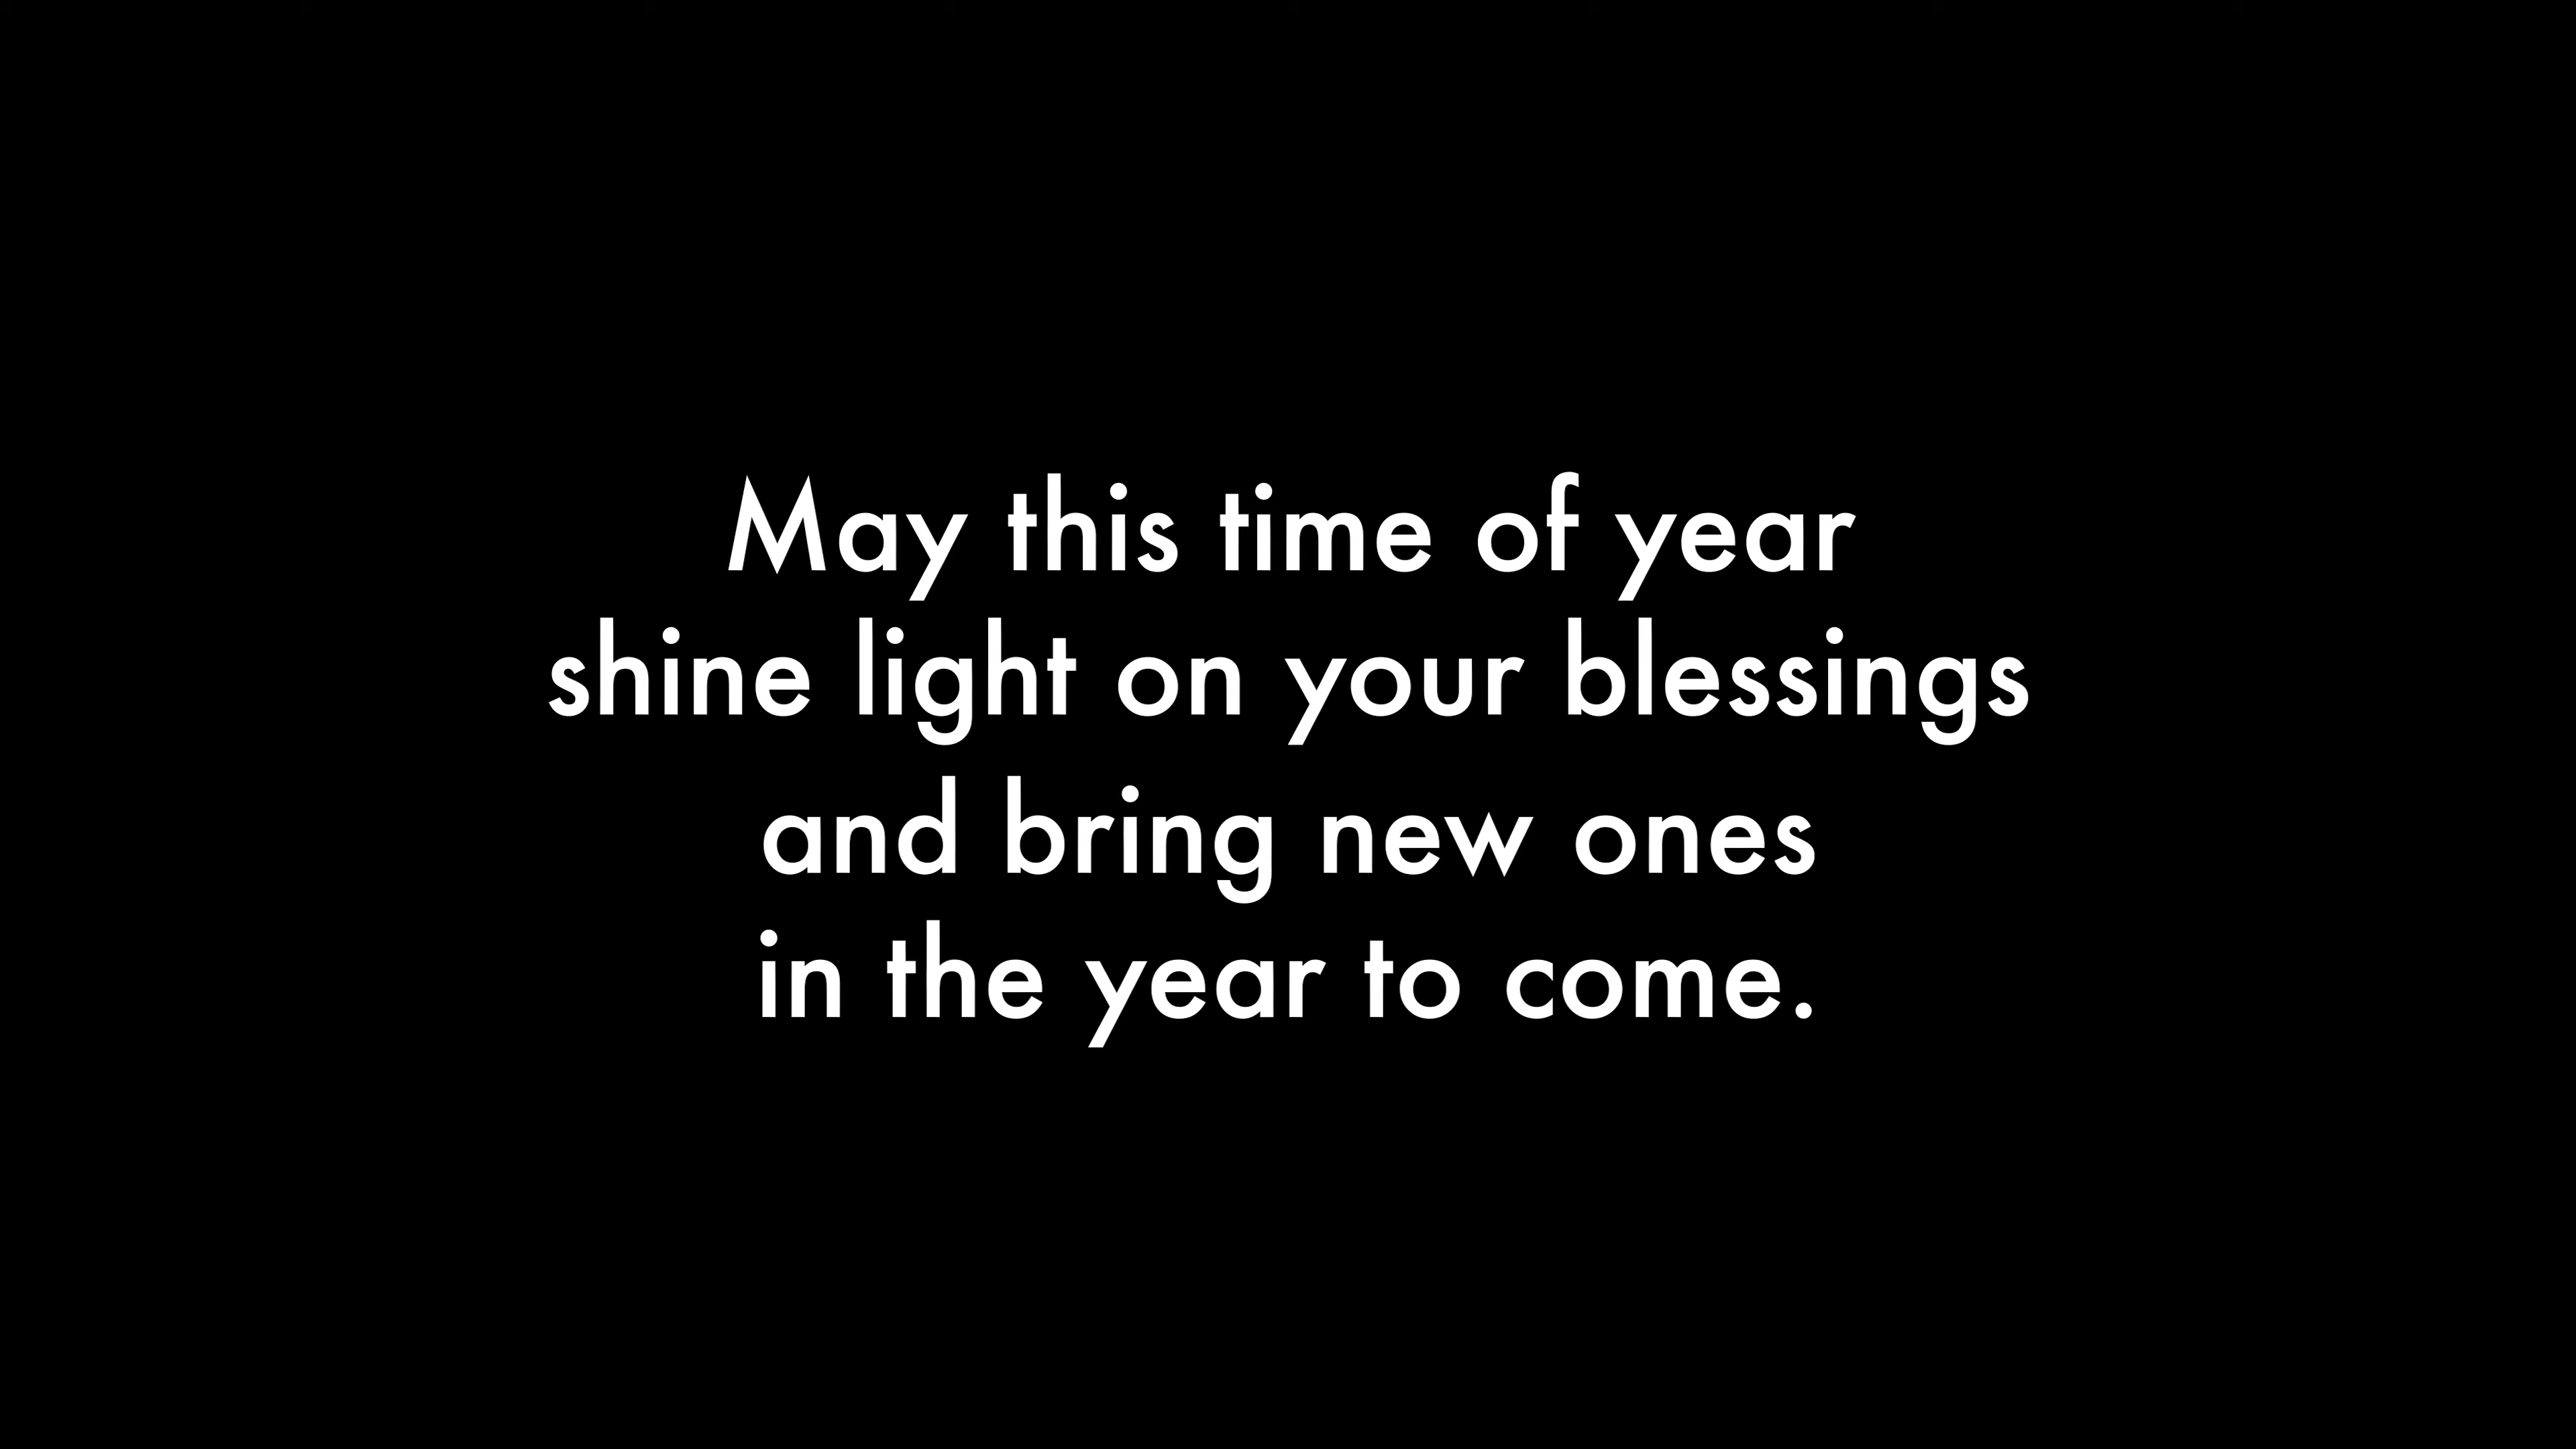 May this time of year
shine light on your blessings
and bring new ones
in the year to come.